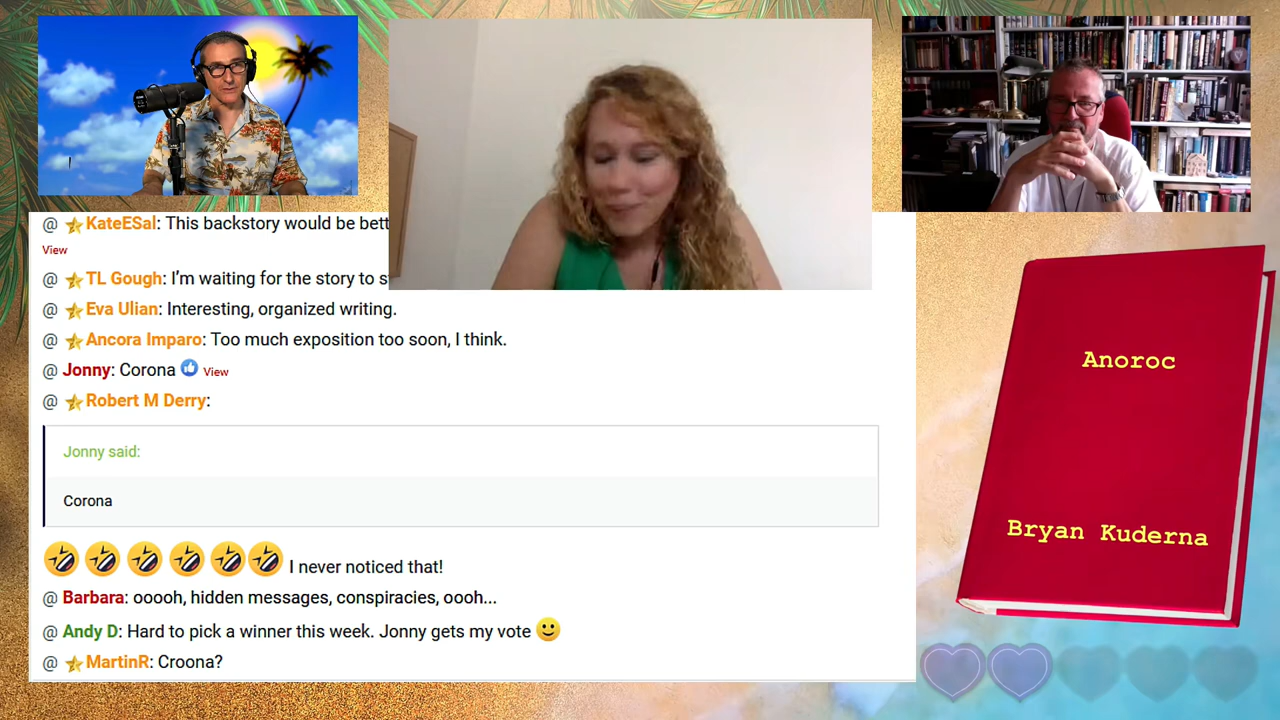 @ KateESal: This backstory would be bett
View
@ TL Gough: I'm waiting for the story to s
@ Eva Ulian: Interesting, organized writing.
@ Ancora Imparo: Too much exposition too soon, I think.
@ Jonny: Corona View
@ Robert M Derry:
Jonny said:
Corona
I never noticed that!
@ Barbara: ooooh, hidden messages, conspiracies, oooh...
@ Andy D: Hard to pick a winner this week. Jonny gets my vote
@ MartinR: Croona?
Anoroc
Bryan Kuderna